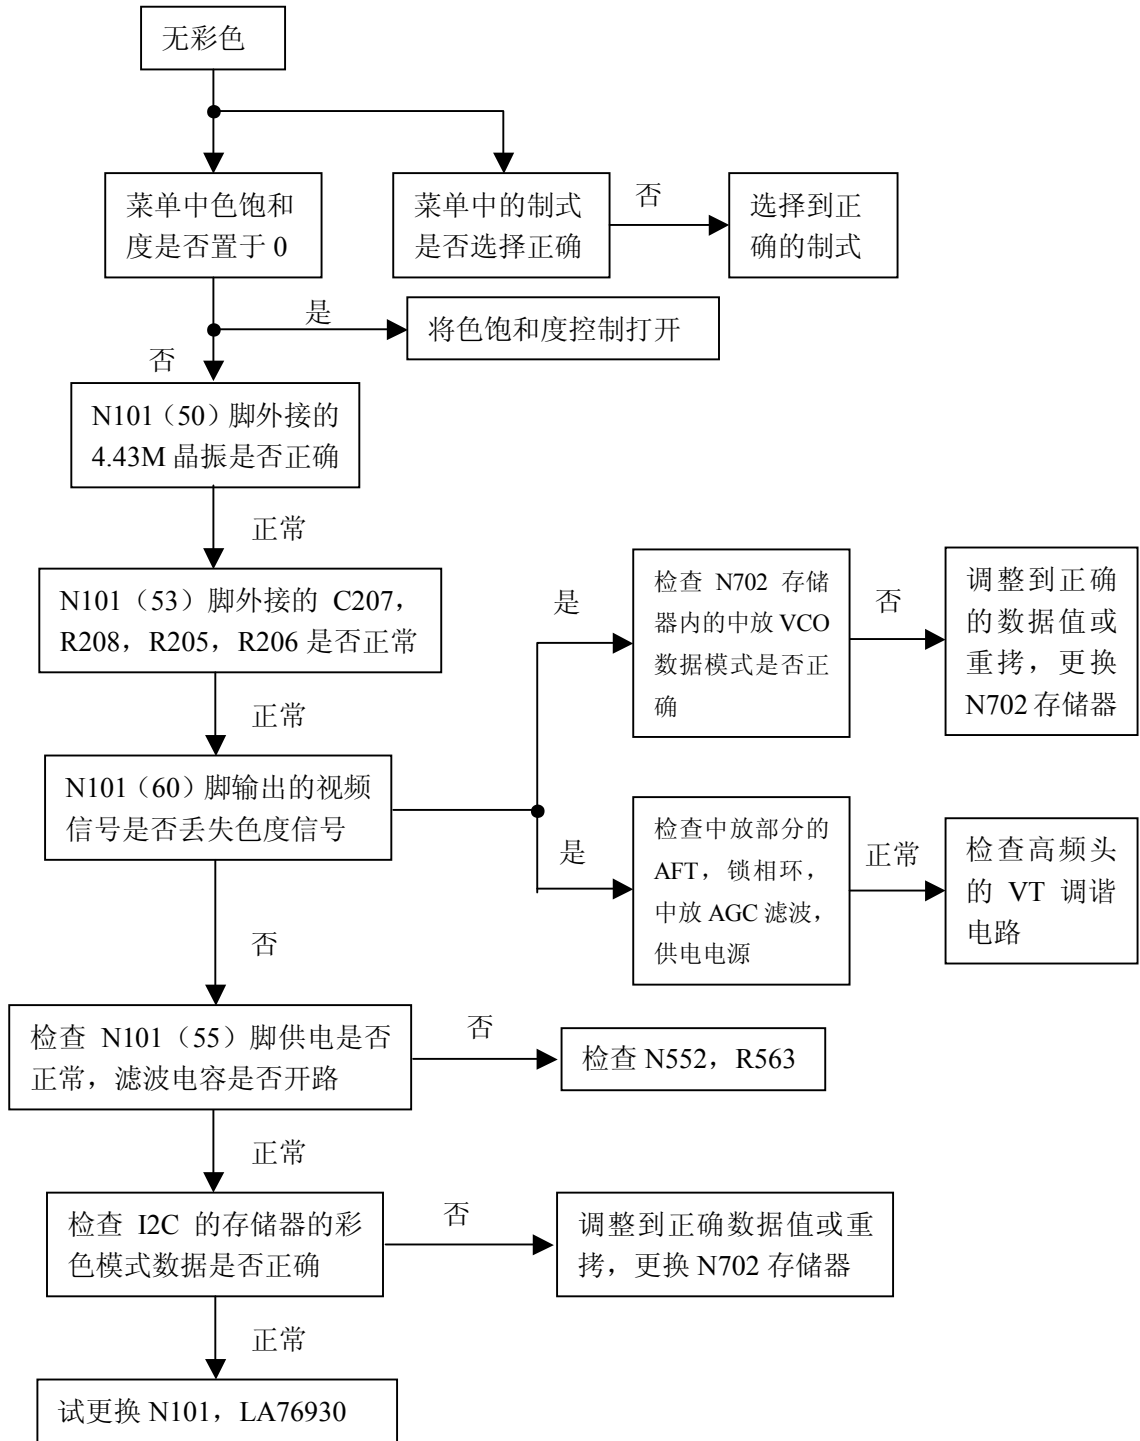 无彩色
菜单中色饱和
度是否置于 0
菜单中的制式
是否选择正确
否
选择到正
确的制式
是
将色饱和度控制打开
否
N101（50）脚外接的
4.43M 晶振是否正确
正常
N101（53）脚外接的 C207，
R208，R205，R206 是否正常
是
检查 N702 存储
器内的中放 VCO
数据模式是否正
确
否
调整到正确
的数据值或
重拷，更换
N702 存储器
正常
N101（60）脚输出的视频
信号是否丢失色度信号
是
检查中放部分的
AFT，锁相环，
中放 AGC 滤波，
供电电源
正常
检查高频头
的 VT 调谐
电路
否
检查 N101（55）脚供电是否
正常，滤波电容是否开路
否
检查 N552，R563
正常
检查 I2C 的存储器的彩
色模式数据是否正确
否
调整到正确数据值或重
拷，更换 N702 存储器
正常
试更换 N101，LA76930